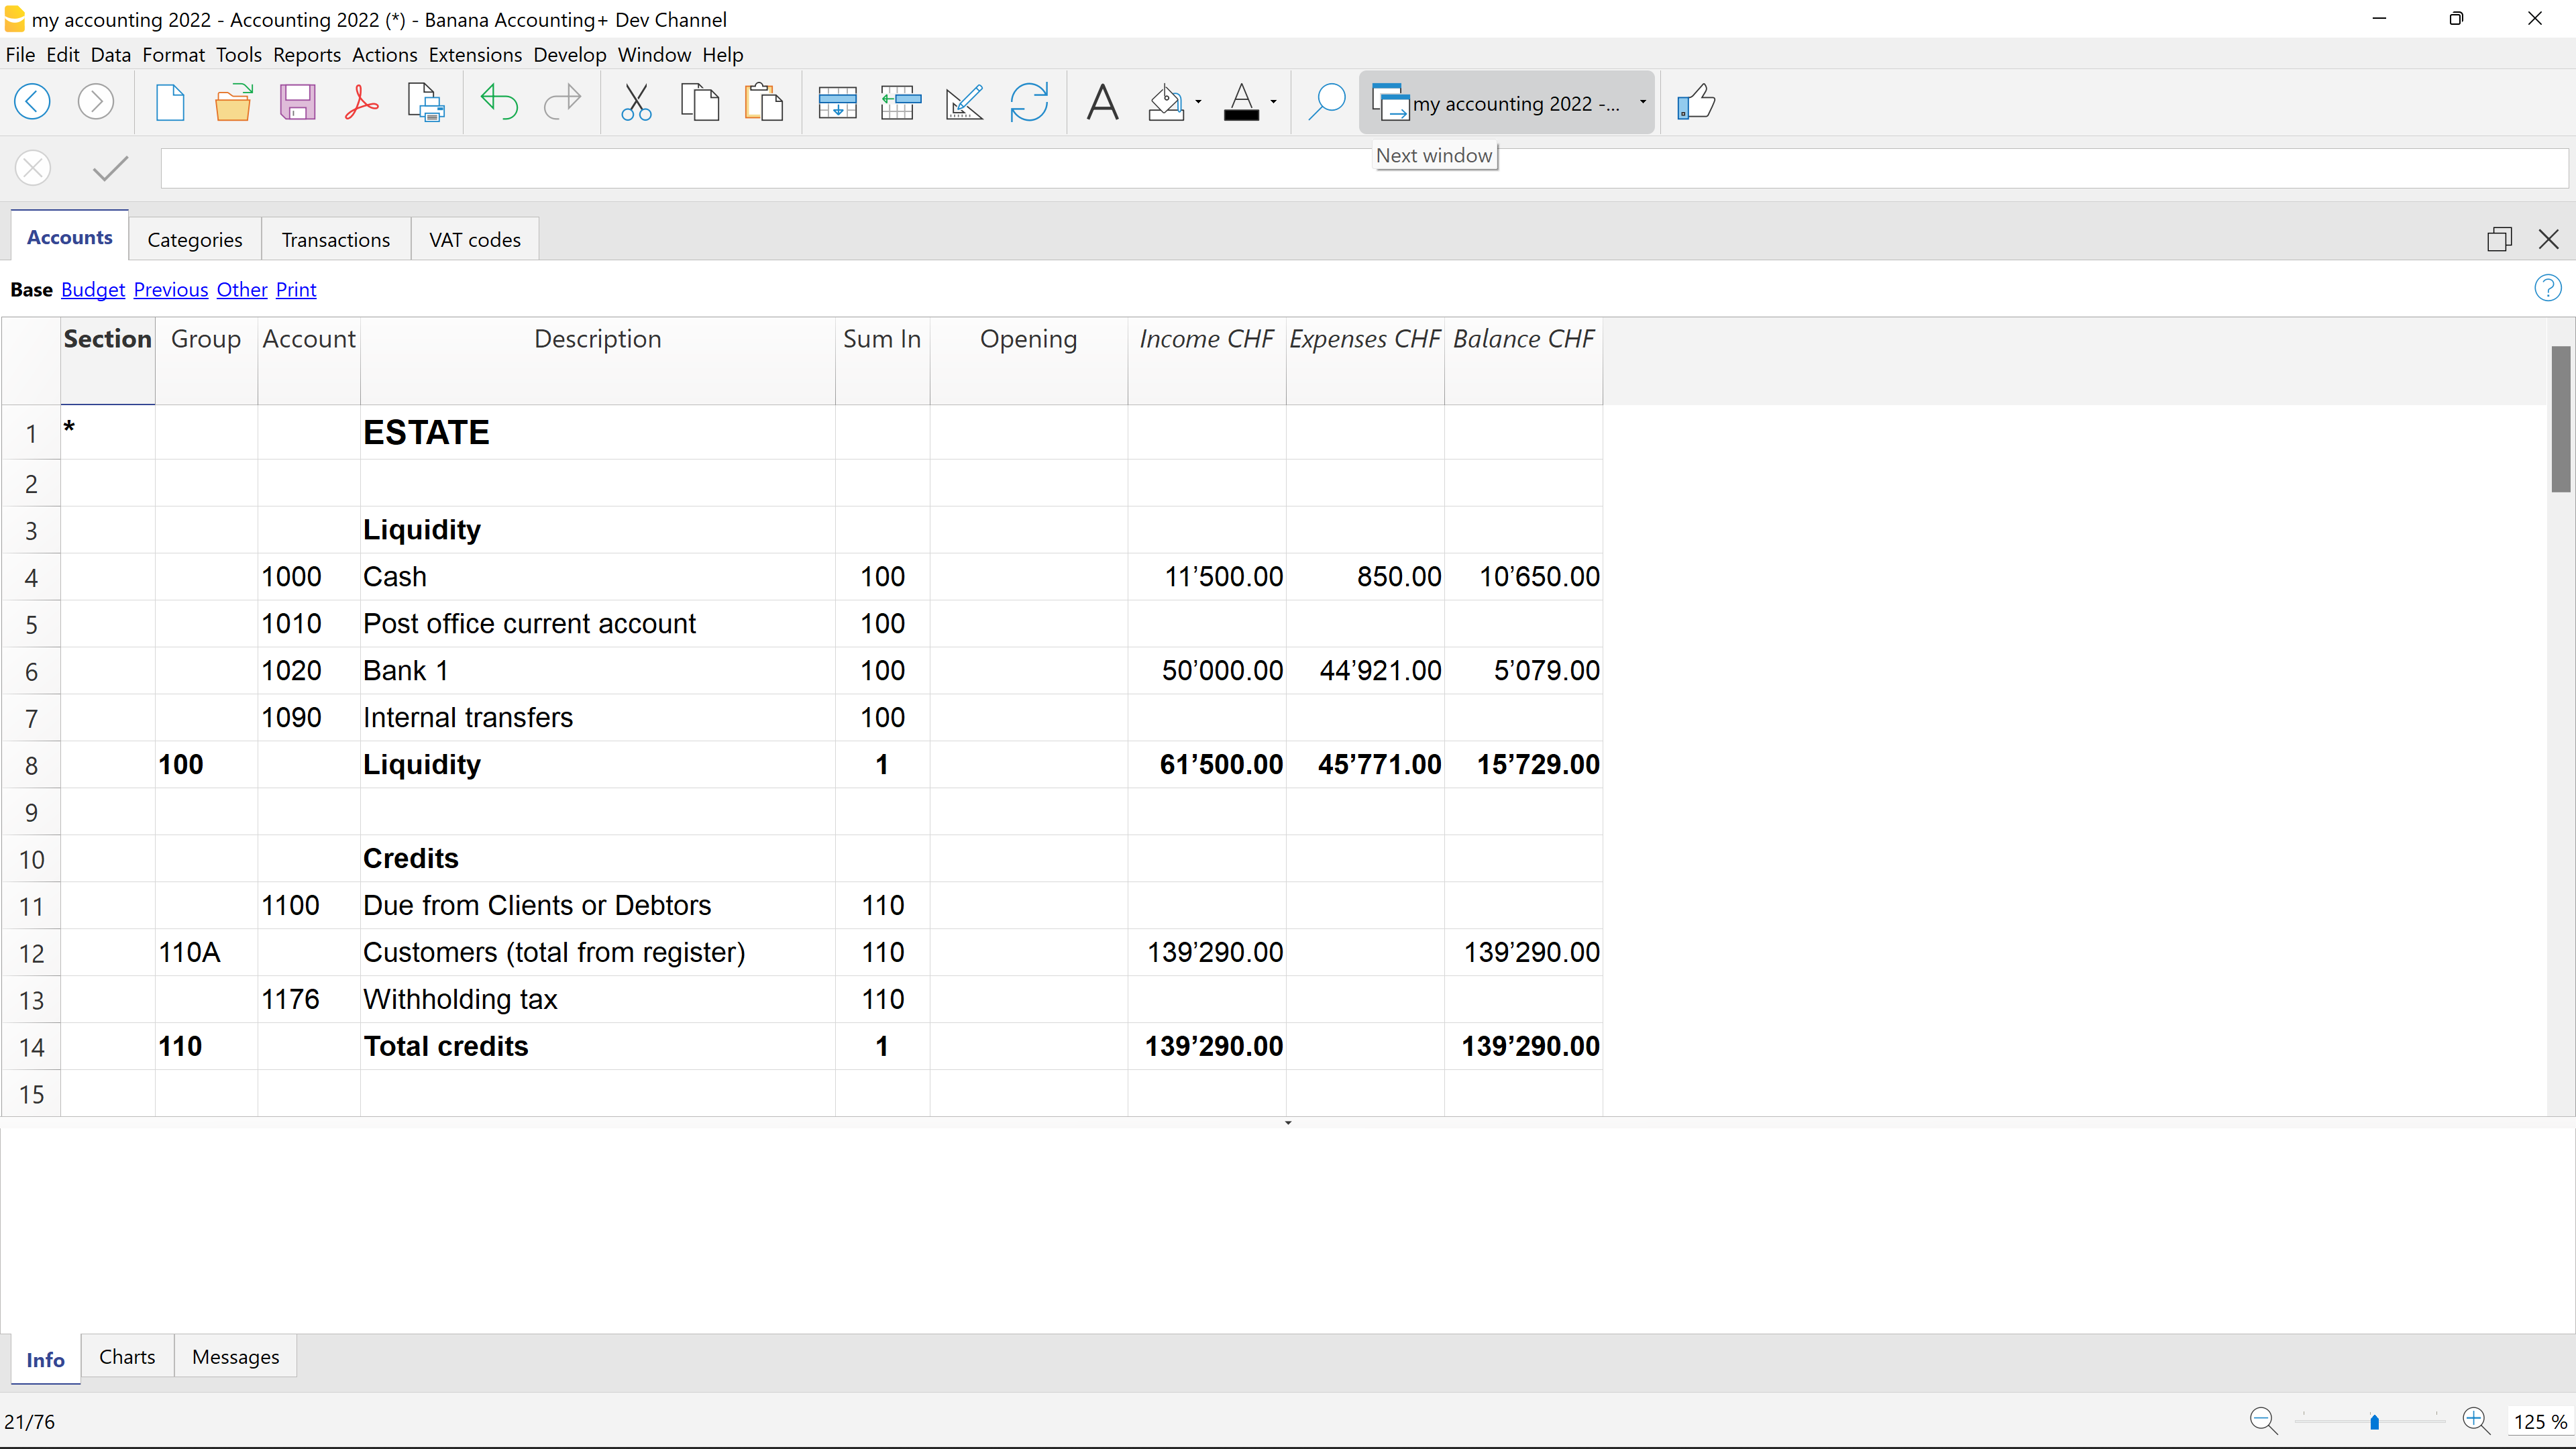 my accounting 2022 - Accounting 2022 (*) - Banana Accounting+ Dev Channel
File Edit Data Format Tools Reports Actions Extensions Develop Window Help
my accounting 2022 -...
Next window
Accounts Categories Transactions VAT codes
Base Budget Previous Other Print
Section Group Account Description Sum In Opening Income CHF Expenses CHF Balance CHF
1 * ESTATE
2
3 Liquidity
4 1000 Cash 100 11’500.00 850.00 10’650.00
5 1010 Post office current account 100
6 1020 Bank 1 100 50’000.00 44’921.00 5’079.00
7 1090 Internal transfers 100
8 100 Liquidity 1 61’500.00 45’771.00 15’729.00
9
10 Credits
11 1100 Due from Clients or Debtors 110
12 110A Customers (total from register) 110 139’290.00 139’290.00
13 1176 Withholding tax 110
14 110 Total credits 1 139’290.00 139’290.00
15
Info Charts Messages
21/76 125 %